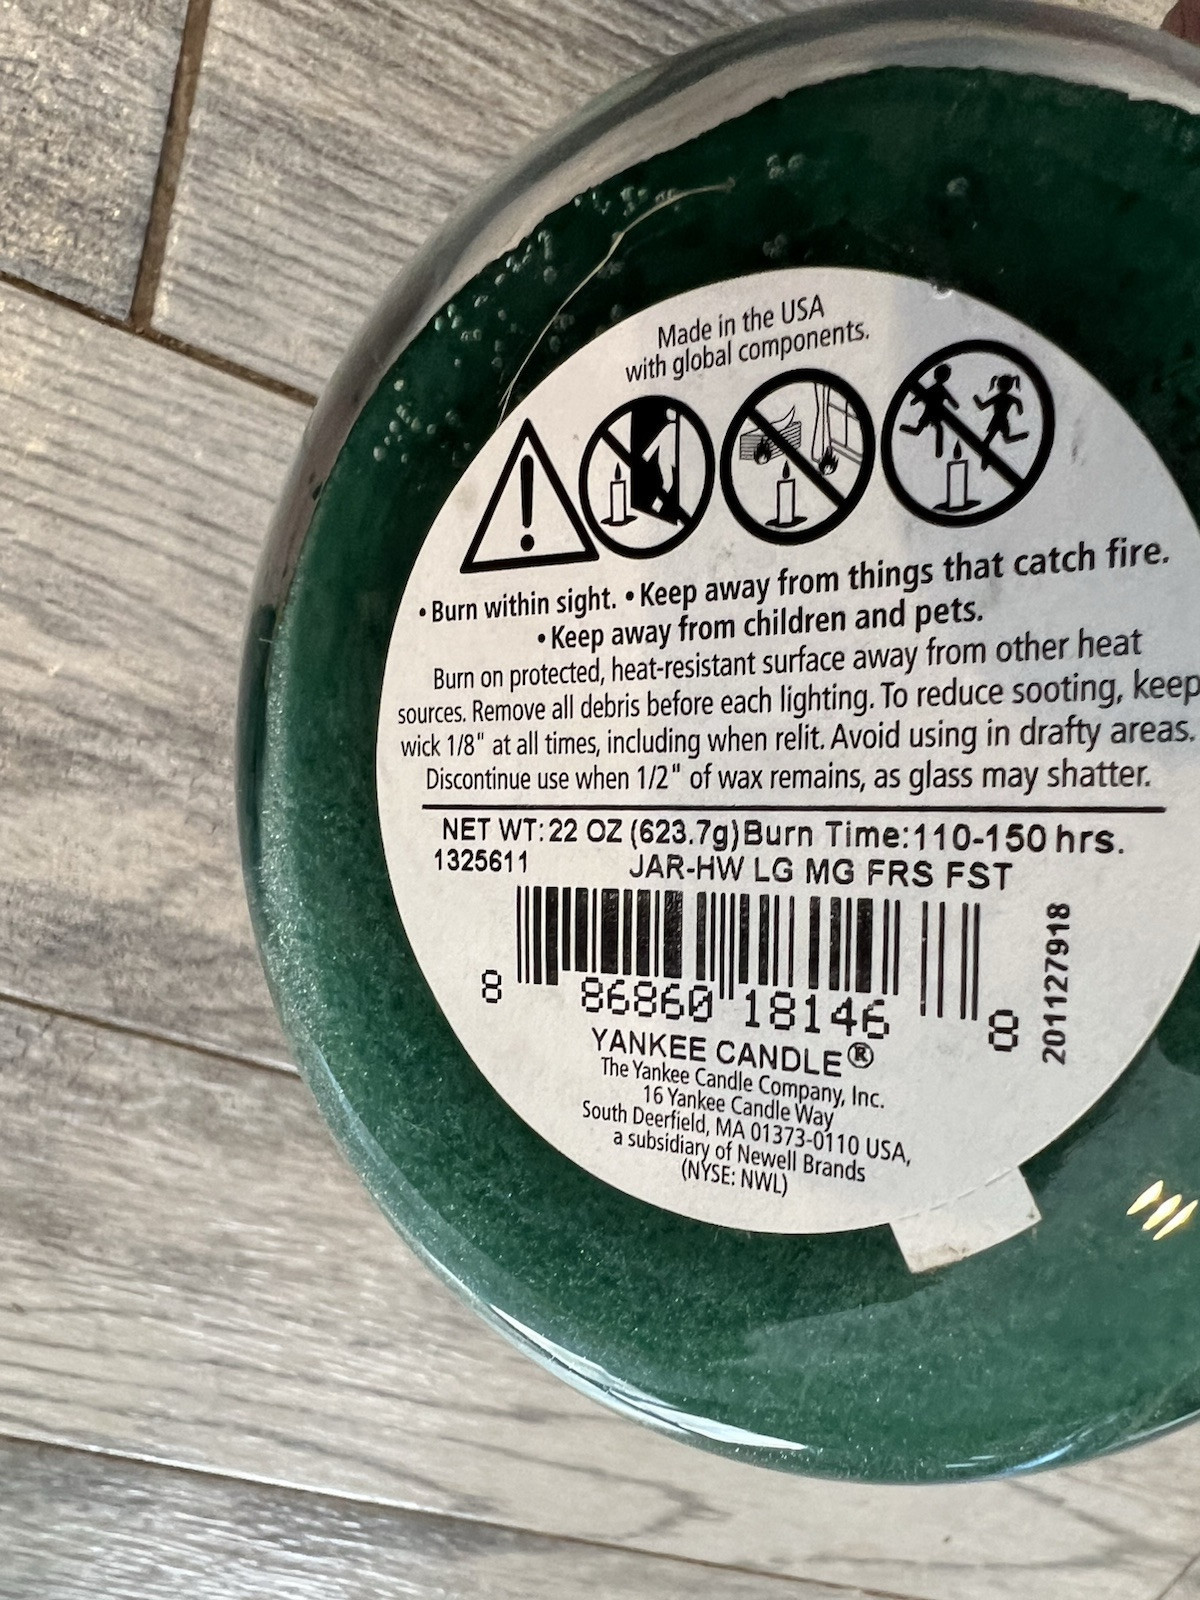 Made in the USA
with global components.
• Burn within sight. • Keep away from things that catch fire.
• Keep away from children and pets.
Burn on protected, heat-resistant surface away from other heat
sources. Remove all debris before each lighting. To reduce sooting, keep
wick 1/8" at all times, including when relit. Avoid using in drafty areas.
Discontinue use when 1/2" of wax remains, as glass may shatter.
NET WT: 22 OZ (623.7g) Burn Time: 110-150 hrs.
1325611 JAR-HW LG MG FRS FST
8 86860 18146 8
201127918
YANKEE CANDLE®
The Yankee Candle Company, Inc.
16 Yankee Candle Way
South Deerfield, MA 01373-0110 USA,
a subsidiary of Newell Brands
(NYSE: NWL)